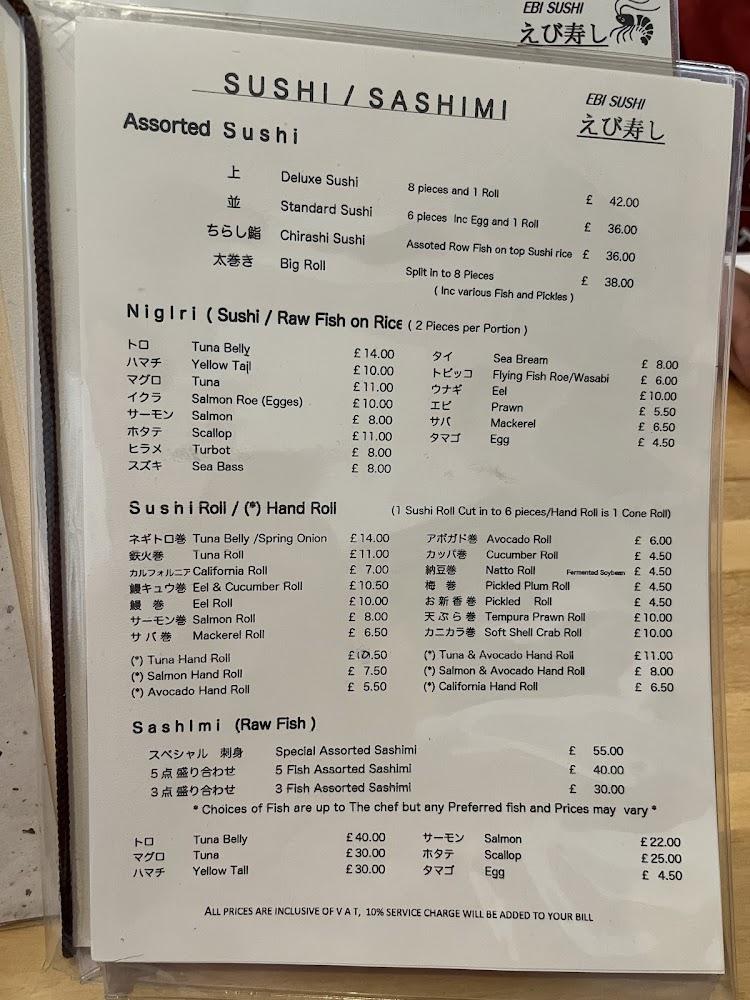 EBI SUSHI
えび寿し
SUSHI / SASHIMI
EBI SUSHI
えび寿し
Assorted Sushi
上 Deluxe Sushi 8 pieces and 1 Roll £ 42.00
並 Standard Sushi 6 pieces Inc Egg and 1 Roll £ 36.00
ちらし鮨 Chirashi Sushi Assoted Row Fish on top Sushi rice £ 36.00
太巻き Big Roll Split in to 8 Pieces £ 38.00
( Inc various Fish and Pickles )
NigIri ( Sushi / Raw Fish on Rice ( 2 Pieces per Portion )
トロ Tuna Belly £14.00
ハマチ Yellow Tail £10.00
マグロ Tuna £11.00
イクラ Salmon Roe (Egges) £10.00
サーモン Salmon £ 8.00
ホタテ Scallop £11.00
ヒラメ Turbot £ 8.00
スズキ Sea Bass £ 8.00
タイ Sea Bream £ 8.00
トビッコ Flying Fish Roe/Wasabi £ 6.00
ウナギ Eel £10.00
エビ Prawn £ 5.50
サバ Mackerel £ 6.50
タマゴ Egg £ 4.50
Sushi Roll / (*) Hand Roll (1 Sushi Roll Cut in to 6 pieces/Hand Roll is 1 Cone Roll)
ネギトロ巻 Tuna Belly /Spring Onion £14.00
鉄火巻 Tuna Roll £11.00
カルフォルニア California Roll £ 7.00
鰻キュウ巻 Eel & Cucumber Roll £10.50
鰻 巻 Eel Roll £10.00
サーモン巻 Salmon Roll £ 8.00
サバ巻 Mackerel Roll £ 6.50
(*) Tuna Hand Roll £10.50
(*) Salmon Hand Roll £ 7.50
(*) Avocado Hand Roll £ 5.50
アボガド巻 Avocado Roll £ 6.00
カッパ巻 Cucumber Roll £ 4.50
納豆巻 Natto Roll Fermented Soybean £ 4.50
梅 巻 Pickled Plum Roll £ 4.50
お新香巻 Pickled Roll £ 4.50
天ぷら巻 Tempura Prawn Roll £10.00
カニカラ巻 Soft Shell Crab Roll £10.00
(*) Tuna & Avocado Hand Roll £11.00
(*) Salmon & Avocado Hand Roll £ 8.00
(*) California Hand Roll £ 6.50
SashImi (Raw Fish )
スペシャル 刺身 Special Assorted Sashimi £ 55.00
５点盛り合わせ 5 Fish Assorted Sashimi £ 40.00
３点盛り合わせ 3 Fish Assorted Sashimi £ 30.00
* Choices of Fish are up to The chef but any Preferred fish and Prices may vary *
トロ Tuna Belly £40.00
マグロ Tuna £30.00
ハマチ Yellow Tail £30.00
サーモン Salmon £22.00
ホタテ Scallop £25.00
タマゴ Egg £ 4.50
ALL PRICES ARE INCLUSIVE OF V A T, 10% SERVICE CHARGE WILL BE ADDED TO YOUR BILL